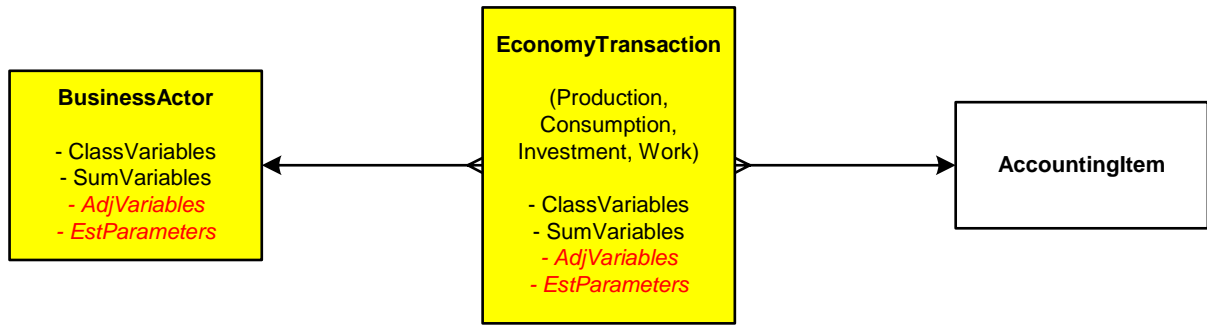 BusinessActor
- ClassVariables
- SumVariables
- AdjVariables
- EstParameters
EconomyTransaction
(Production,
Consumption,
Investment, Work)
- ClassVariables
- SumVariables
- AdjVariables
- EstParameters
AccountingItem